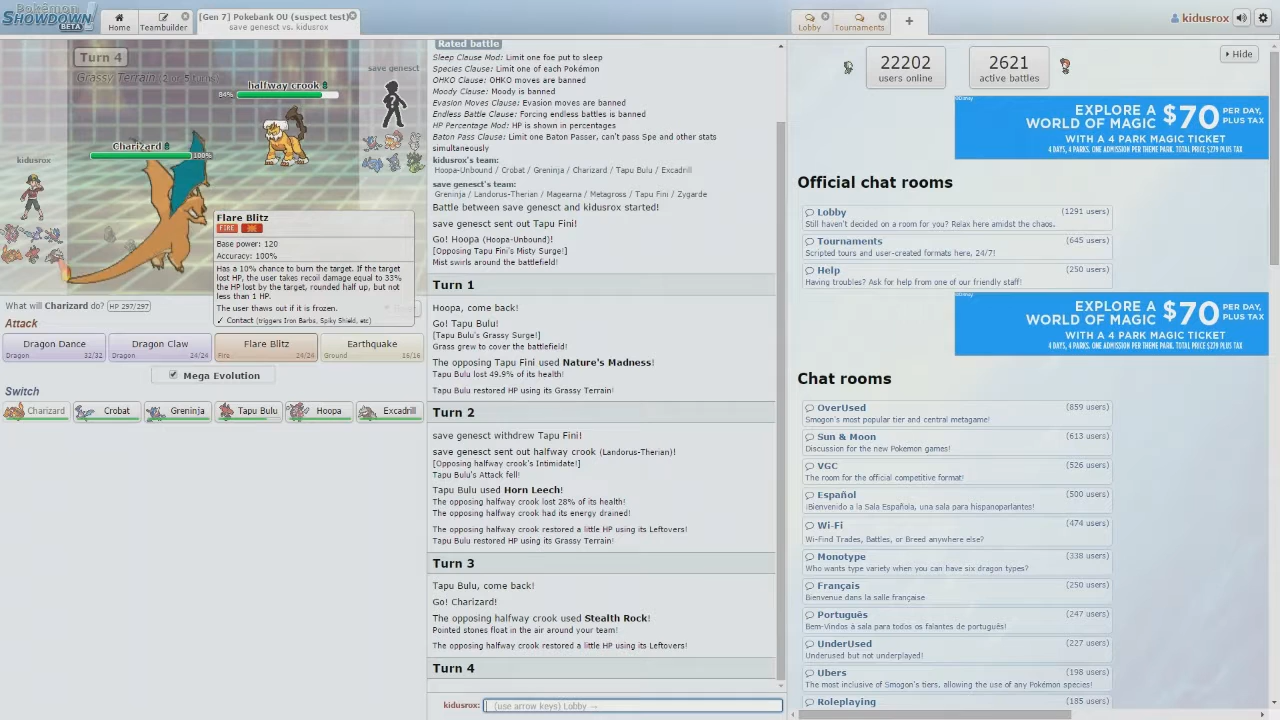 Pokémon
SHOWDOWN
BETA
Home
Teambuilder
[Gen 7] Pokebank OU (suspect test)
save genesct vs. kidusrox
Lobby
Tournaments
+
kidusrox
Turn 4
Grassy Terrain (2 or 5 turns)
save genesct
halfway crook
84%
Charizard
100%
kidusrox
Flare Blitz
FIRE
Base power: 120
Accuracy: 100%
Has a 10% chance to burn the target. If the target
lost HP, the user takes recoil damage equal to 33%
the HP lost by the target, rounded half up, but not
less than 1 HP.
The user thaws out if it is frozen.
✓ Contact (triggers Iron Barbs, Spiky Shield, etc)
What will Charizard do? HP 297/297
Attack
Dragon Dance
Dragon 32/32
Dragon Claw
Dragon 24/24
Flare Blitz
Fire 24/24
Earthquake
Ground 16/16
Mega Evolution
Switch
Charizard
Crobat
Greninja
Tapu Bulu
Hoopa
Excadrill
Rated battle
Sleep Clause Mod: Limit one foe put to sleep
Species Clause: Limit one of each Pokémon
OHKO Clause: OHKO moves are banned
Moody Clause: Moody is banned
Evasion Moves Clause: Evasion moves are banned
Endless Battle Clause: Forcing endless battles is banned
HP Percentage Mod: HP is shown in percentages
Baton Pass Clause: Limit one Baton Passer, can't pass Spe and other stats
simultaneously
kidusrox's team:
Hoopa-Unbound / Crobat / Greninja / Charizard / Tapu Bulu / Excadrill
save genesct's team:
Greninja / Landorus-Therian / Magearna / Metagross / Tapu Fini / Zygarde
Battle between save genesct and kidusrox started!
save genesct sent out Tapu Fini!
Go! Hoopa (Hoopa-Unbound)!
[Opposing Tapu Fini's Misty Surge!]
Mist swirls around the battlefield!
Turn 1
Hoopa, come back!
Go! Tapu Bulu!
[Tapu Bulu's Grassy Surge!]
Grass grew to cover the battlefield!
The opposing Tapu Fini used Nature's Madness!
Tapu Bulu lost 49.9% of its health!
Tapu Bulu restored HP using its Grassy Terrain!
Turn 2
save genesct withdrew Tapu Fini!
save genesct sent out halfway crook (Landorus-Therian)!
[Opposing halfway crook's Intimidate!]
Tapu Bulu's Attack fell!
Tapu Bulu used Horn Leech!
The opposing halfway crook lost 28% of its health!
The opposing halfway crook had its energy drained!
The opposing halfway crook restored a little HP using its Leftovers!
Tapu Bulu restored HP using its Grassy Terrain!
Turn 3
Tapu Bulu, come back!
Go! Charizard!
The opposing halfway crook used Stealth Rock!
Pointed stones float in the air around your team!
The opposing halfway crook restored a little HP using its Leftovers!
Turn 4
kidusrox: (use arrow keys) Lobby →
22202
users online
2621
active battles
Hide
EXPLORE A
WORLD OF MAGIC $70 PER DAY, PLUS TAX
WITH A 4 PARK MAGIC TICKET
4 DAYS, 4 PARKS. ONE ADMISSION PER THEME PARK. TOTAL PRICE $279 PLUS TAX
Official chat rooms
Lobby (1291 users)
Still haven't decided on a room for you? Relax here amidst the chaos.
Tournaments (645 users)
Scripted tours and user-created formats here, 24/7!
Help (250 users)
Having troubles? Ask for help from one of our friendly staff!
EXPLORE A
WORLD OF MAGIC $70 PER DAY, PLUS TAX
WITH A 4 PARK MAGIC TICKET
4 DAYS, 4 PARKS. ONE ADMISSION PER THEME PARK. TOTAL PRICE $279 PLUS TAX
Chat rooms
OverUsed (859 users)
Smogon's most popular tier and central metagame!
Sun & Moon (613 users)
Discussion for the new Pokemon games!
VGC (526 users)
The room for the official competitive format!
Español (500 users)
¡Bienvenido a la Sala Española, una sala para hispanoparlantes!
Wi-Fi (474 users)
Wi-Find Trades, Battles, or Breed anywhere else?
Monotype (338 users)
Who wants type variety when you can have six dragon types?
Français (250 users)
Bienvenue dans la salle française
Português (247 users)
Bem-Vindos a sala para todos os falantes de português!
UnderUsed (227 users)
Underused but not underplayed!
Ubers (198 users)
The most inclusive of Smogon's tiers, allowing the use of any Pokémon species!
Roleplaying (185 users)